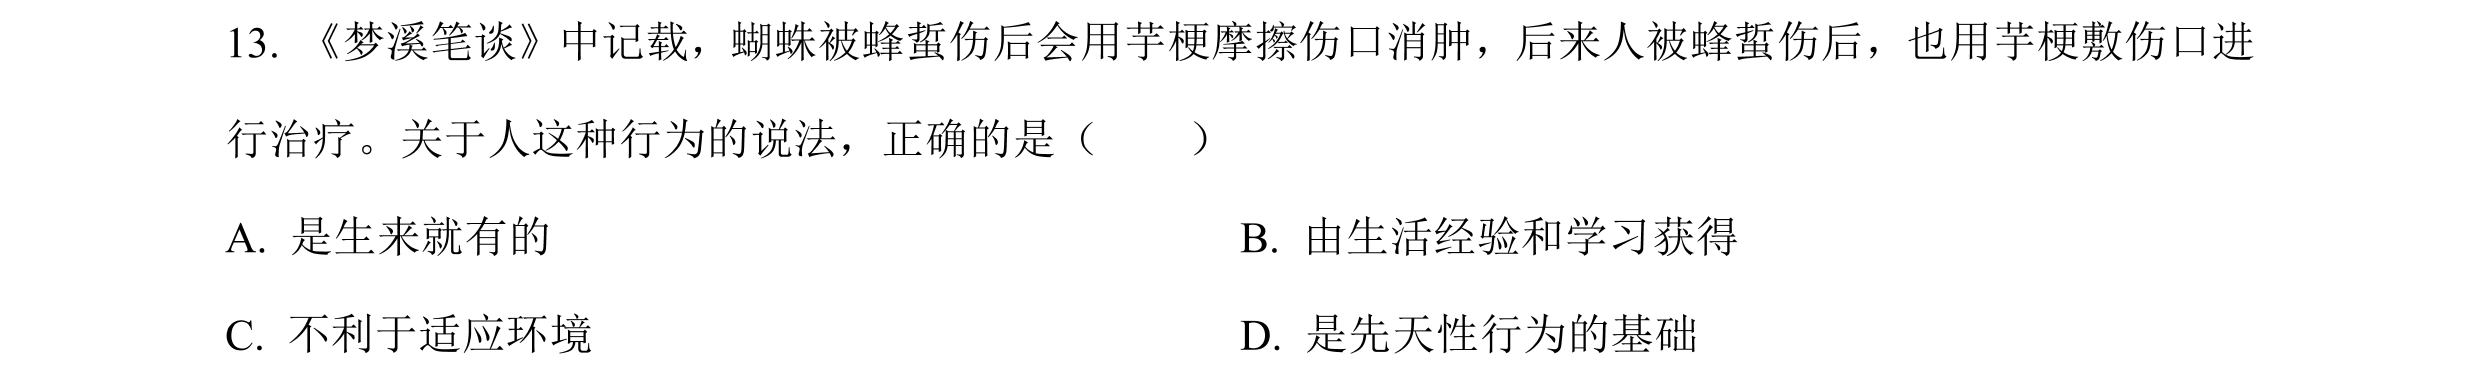 13. 《梦溪笔谈》中记载，蝴蛛被蜂蜇伤后会用芋梗摩擦伤口消肿，后来人被蜂蜇伤后，也用芋梗敷伤口进
行治疗。关于人这种行为的说法，正确的是（　　）
A. 是生来就有的 B. 由生活经验和学习获得
C. 不利于适应环境 D. 是先天性行为的基础